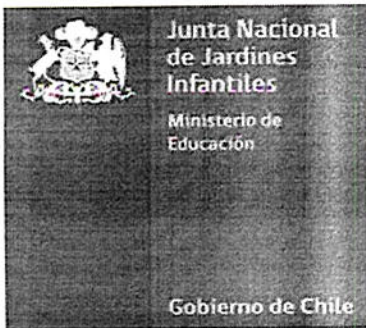 Junta Nacional
de Jardines
Infantiles
Ministerio de
Educación
Gobierno de Chile